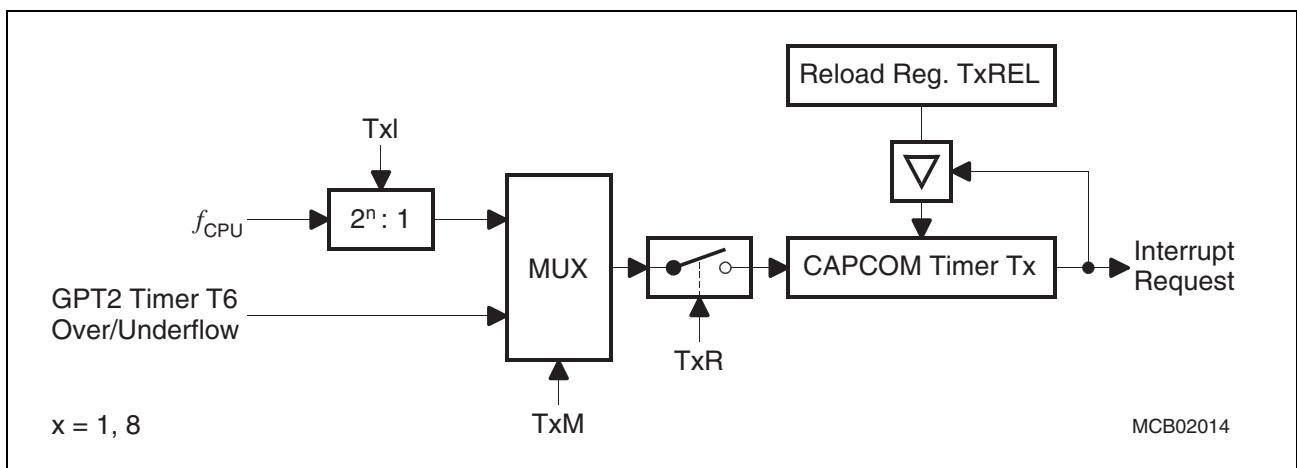 Reload Reg. TxREL
TxI
fCPU
2ⁿ : 1
MUX
CAPCOM Timer Tx
Interrupt
Request
GPT2 Timer T6
Over/Underflow
TxR
TxM
x = 1, 8
MCB02014